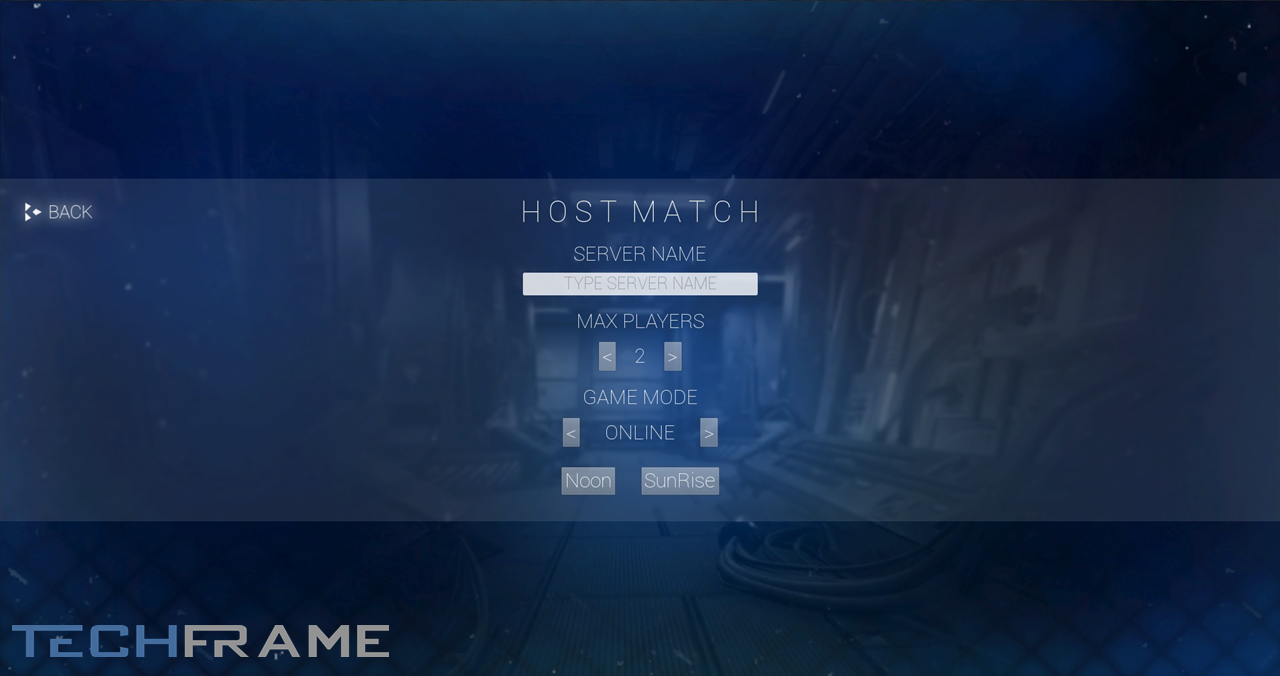 BACK
HOST MATCH
SERVER NAME
TYPE SERVER NAME
MAX PLAYERS
< 2 >
GAME MODE
< ONLINE >
Noon SunRise
TECHFRAME